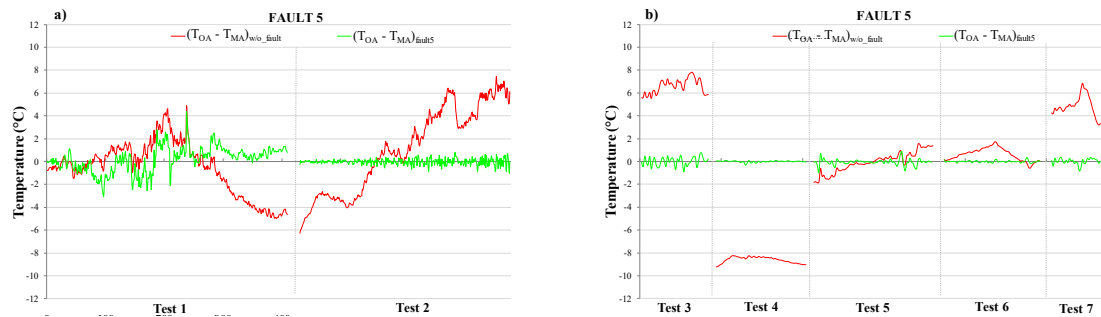 FAULT 5
a)
(TOA - TMA)w/o_fault
(TOA - TMA)fault5
Temperature (°C)
12
10
8
6
4
2
0
-2
-4
-6
-8
-10
-12
Test 1
Test 2
FAULT 5
b)
(TOA - TMA)w/o_fault
(TOA - TMA)fault5
Temperature (°C)
12
10
8
6
4
2
0
-2
-4
-6
-8
-10
-12
Test 3
Test 4
Test 5
Test 6
Test 7